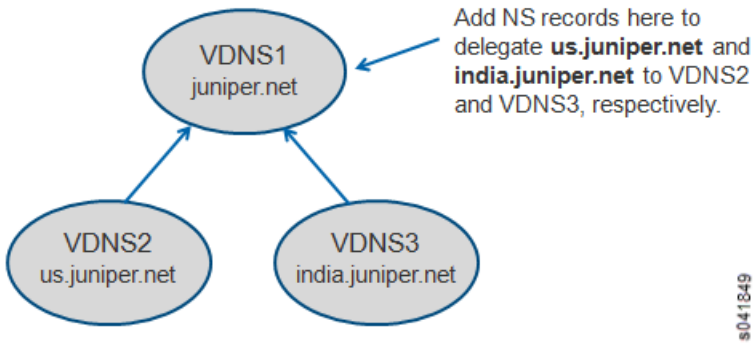 VDNS1
juniper.net
Add NS records here to
delegate us.juniper.net and
india.juniper.net to VDNS2
and VDNS3, respectively.
VDNS2
us.juniper.net
VDNS3
india.juniper.net
s041849